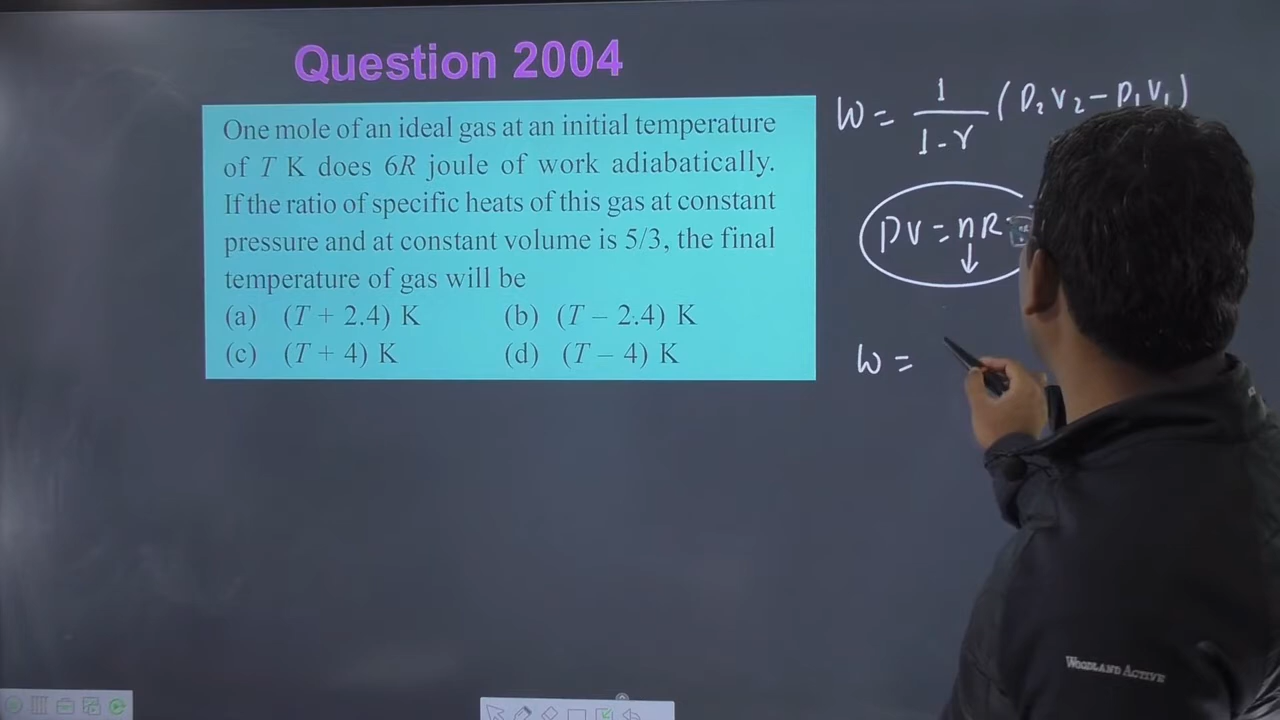 Question 2004
One mole of an ideal gas at an initial temperature
of T K does 6R joule of work adiabatically.
If the ratio of specific heats of this gas at constant
pressure and at constant volume is 5/3, the final
temperature of gas will be
(a) (T + 2.4) K (b) (T – 2.4) K
(c) (T + 4) K (d) (T – 4) K
W = 1/(1-γ) (P₂V₂ – P₁V₁)
PV = nR
W =
WOODLAND ACTIVE